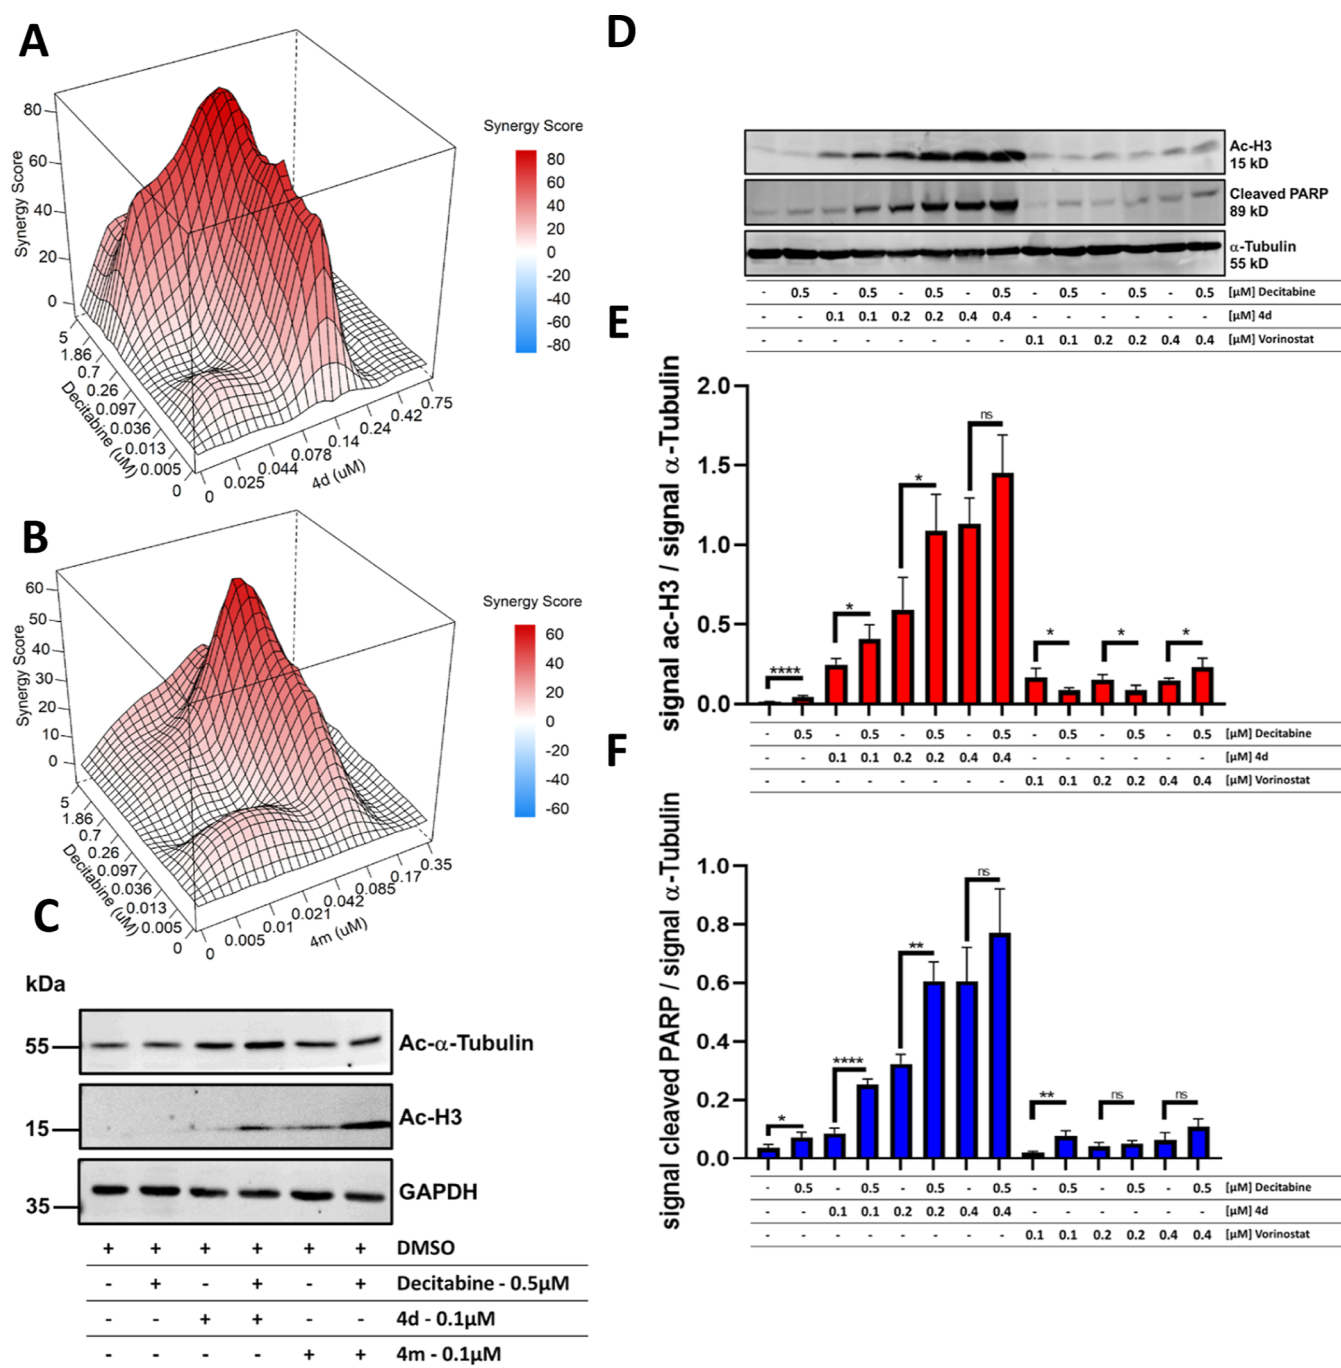 A
80
60
40
20
0
Synergy Score
5
1.86
0.7
0.26
0.097
0.036
0.013
0.005
0
Decitabine (uM)
0
0.025
0.044
0.078
0.14
0.24
0.42
0.75
4d (uM)
Synergy Score
80
60
40
20
0
-20
-40
-60
-80
B
60
50
40
30
20
10
0
Synergy Score
5
1.86
0.7
0.26
0.097
0.036
0.013
0.005
0
Decitabine (uM)
0
0.005
0.01
0.021
0.042
0.085
0.17
0.35
4m (uM)
Synergy Score
60
40
20
0
-20
-40
-60
C
kDa
55
Ac-α-Tubulin
15
Ac-H3
35
GAPDH
+ + + + + + DMSO
- + - + - + Decitabine - 0.5μM
- - + + - - 4d - 0.1μM
- - - - + + 4m - 0.1μM
D
Ac-H3
15 kD
Cleaved PARP
89 kD
α-Tubulin
55 kD
- 0.5 - 0.5 - 0.5 - 0.5 - 0.5 - 0.5 - 0.5 [μM] Decitabine
- - 0.1 0.1 0.2 0.2 0.4 0.4 - - - - - - [μM] 4d
- - - - - - - - 0.1 0.1 0.2 0.2 0.4 0.4 [μM] Vorinostat
E
signal ac-H3 / signal α-Tubulin
2.0
1.5
1.0
0.5
0.0
**** * * ns * * *
- 0.5 - 0.5 - 0.5 - 0.5 - 0.5 - 0.5 - 0.5 [μM] Decitabine
- - 0.1 0.1 0.2 0.2 0.4 0.4 - - - - - - [μM] 4d
- - - - - - - - 0.1 0.1 0.2 0.2 0.4 0.4 [μM] Vorinostat
F
signal cleaved PARP / signal α-Tubulin
1.0
0.8
0.6
0.4
0.2
0.0
* **** ** ns ** ns ns
- 0.5 - 0.5 - 0.5 - 0.5 - 0.5 - 0.5 - 0.5 [μM] Decitabine
- - 0.1 0.1 0.2 0.2 0.4 0.4 - - - - - - [μM] 4d
- - - - - - - - 0.1 0.1 0.2 0.2 0.4 0.4 [μM] Vorinostat